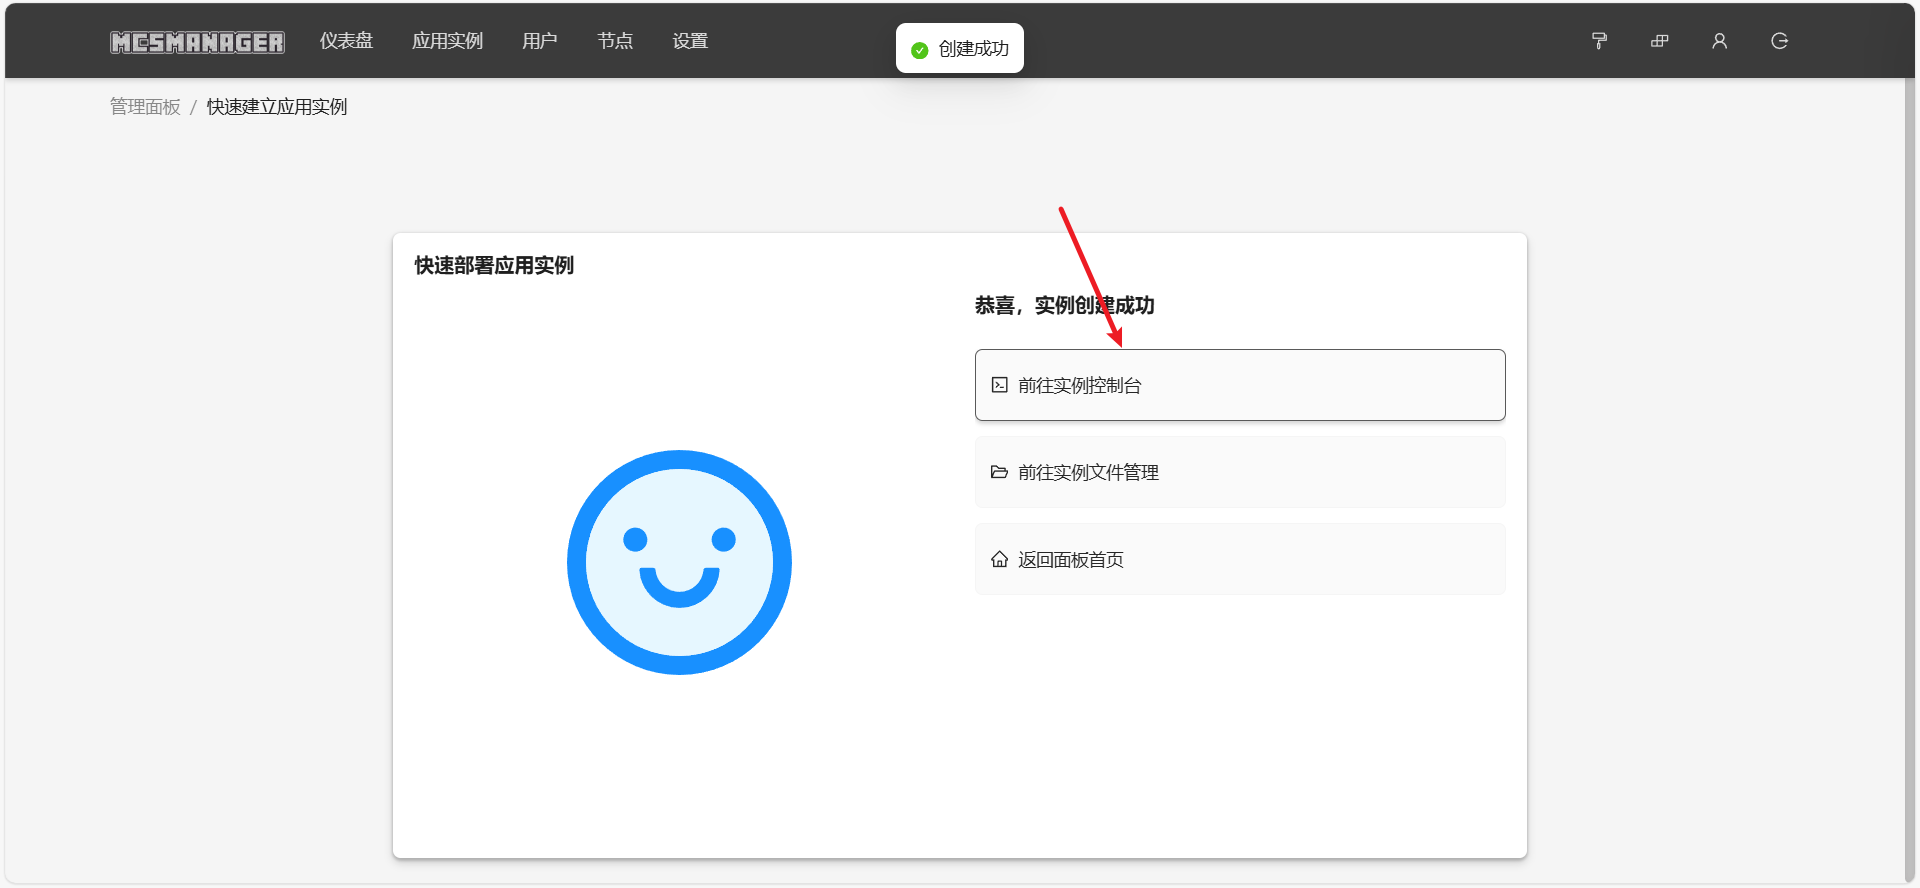 MCSMANAGER 仪表盘 应用实例 用户 节点 设置 创建成功
管理面板 / 快速建立应用实例
快速部署应用实例
恭喜，实例创建成功
前往实例控制台
前往实例文件管理
返回面板首页